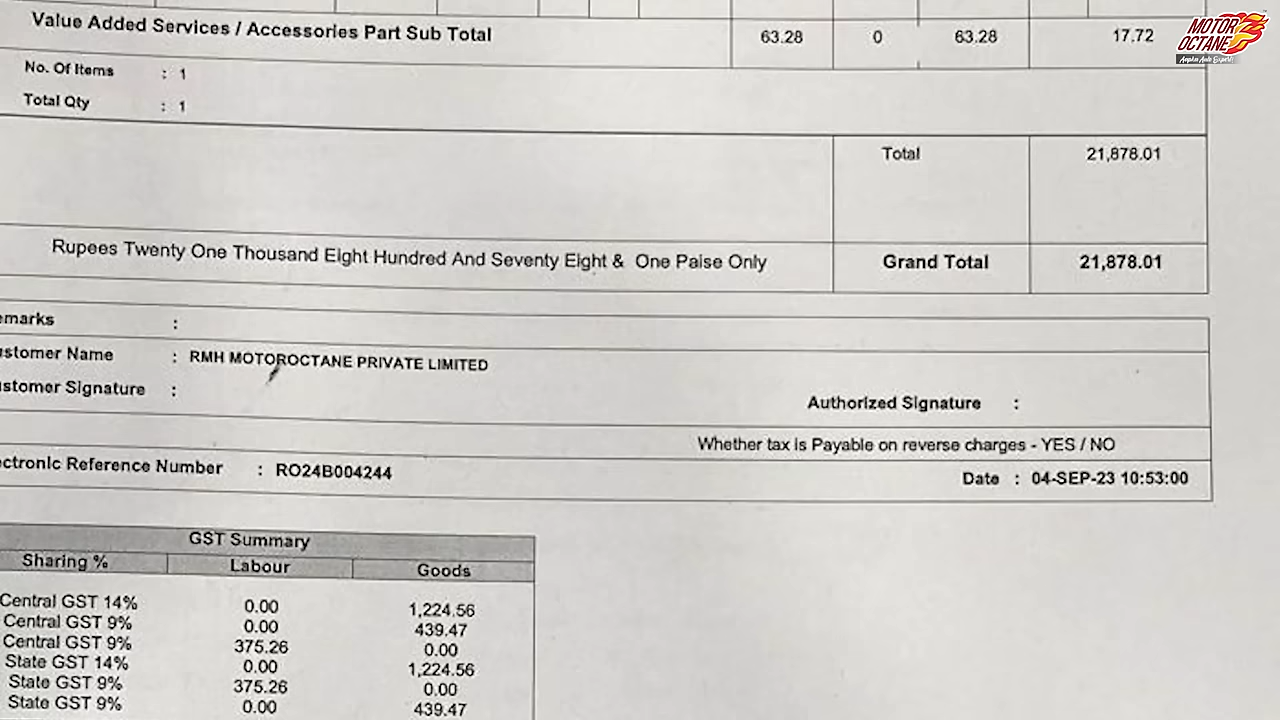 MOTOR
OCTANE
Value Added Services / Accessories Part Sub Total 63.28 0 63.28 17.72
No. Of Items : 1
Total Qty : 1
Total 21,878.01
Rupees Twenty One Thousand Eight Hundred And Seventy Eight & One Paise Only Grand Total 21,878.01
emarks :
ustomer Name : RMH MOTOROCTANE PRIVATE LIMITED
ustomer Signature :
Authorized Signature :
Whether tax is Payable on reverse charges - YES / NO
ectronic Reference Number : RO24B004244 Date : 04-SEP-23 10:53:00
GST Summary
Sharing % Labour Goods
Central GST 14% 0.00 1,224.56
Central GST 9% 0.00 439.47
Central GST 9% 375.26 0.00
State GST 14% 0.00 1,224.56
State GST 9% 375.26 0.00
State GST 9% 0.00 439.47